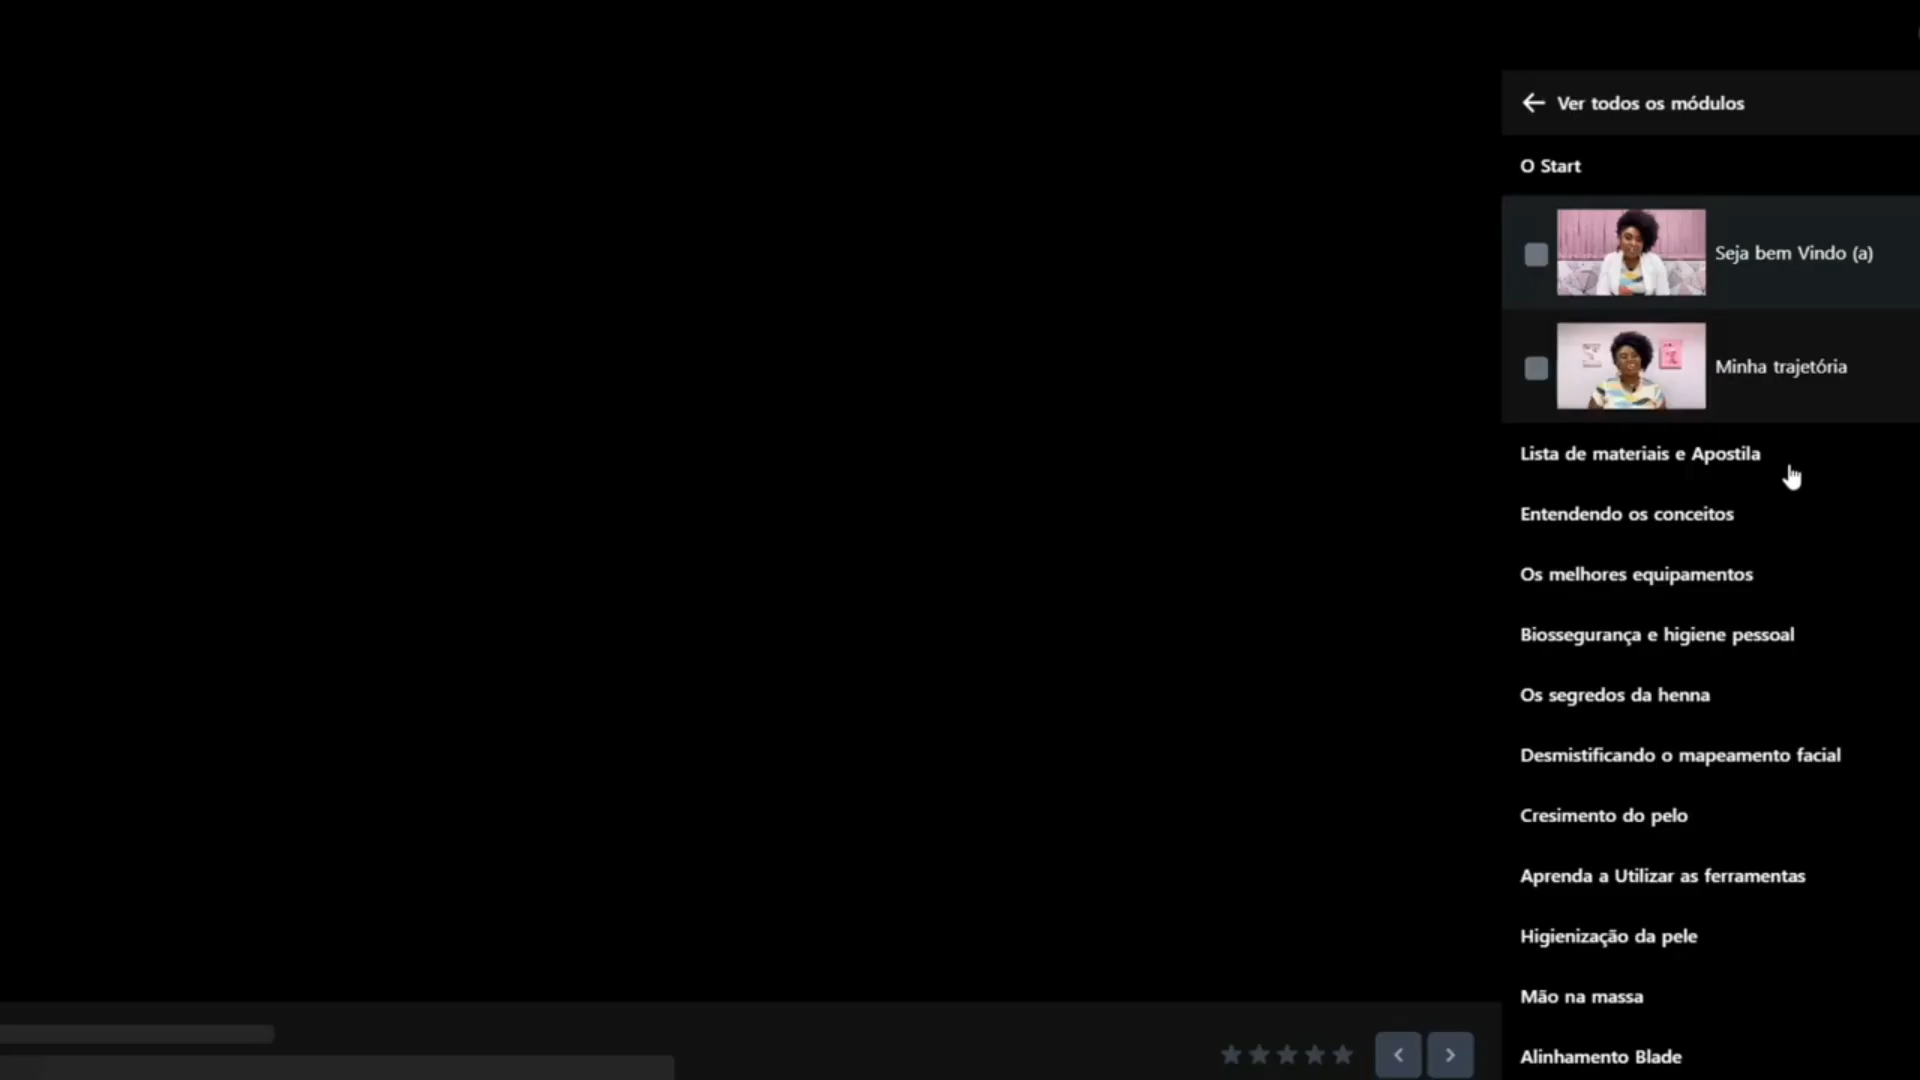 Ver todos os módulos
O Start
Seja bem Vindo (a)
Minha trajetória
Lista de materiais e Apostila
Entendendo os conceitos
Os melhores equipamentos
Biossegurança e higiene pessoal
Os segredos da henna
Desmistificando o mapeamento facial
Cresimento do pelo
Aprenda a Utilizar as ferramentas
Higienização da pele
Mão na massa
Alinhamento Blade